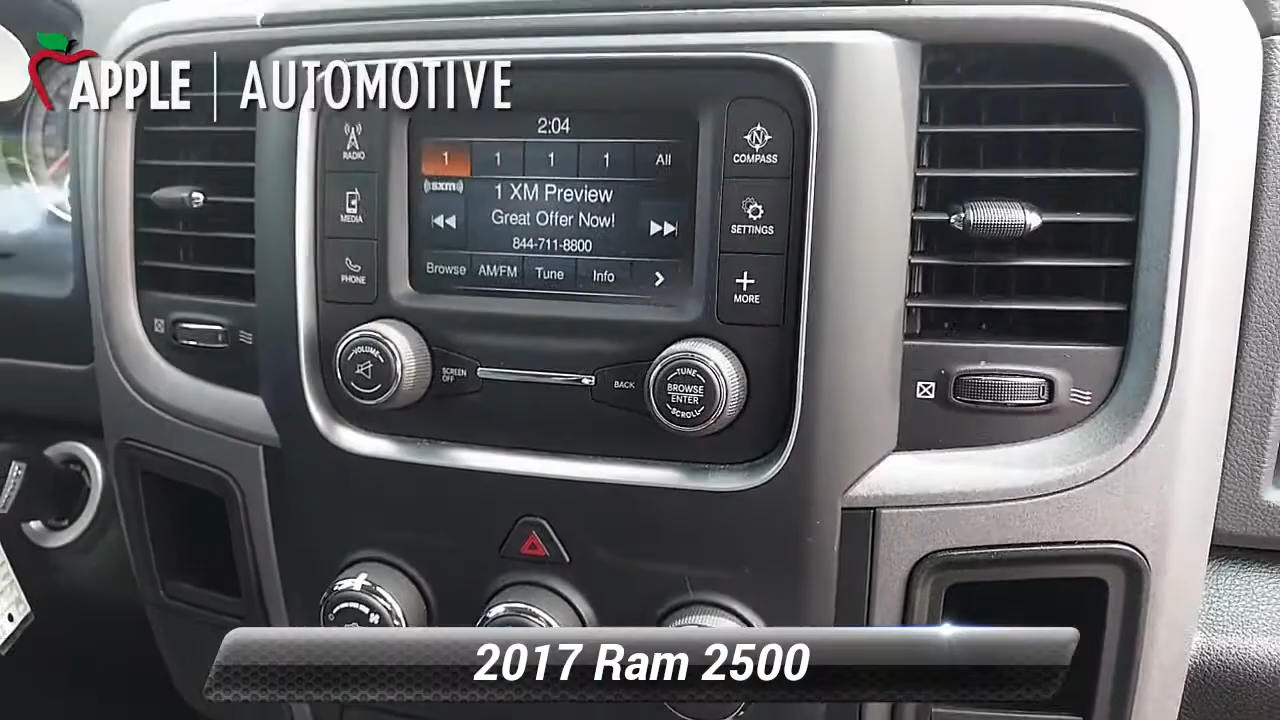 APPLE | AUTOMOTIVE
2:04
1 1 1 1 All
((sxm))
1 XM Preview
Great Offer Now!
844-711-8800
Browse AM/FM Tune Info >
RADIO
MEDIA
PHONE
N
COMPASS
SETTINGS
+
MORE
VOLUME
SCREEN
OFF
BACK
TUNE
BROWSE
ENTER
SCROLL
2017 Ram 2500